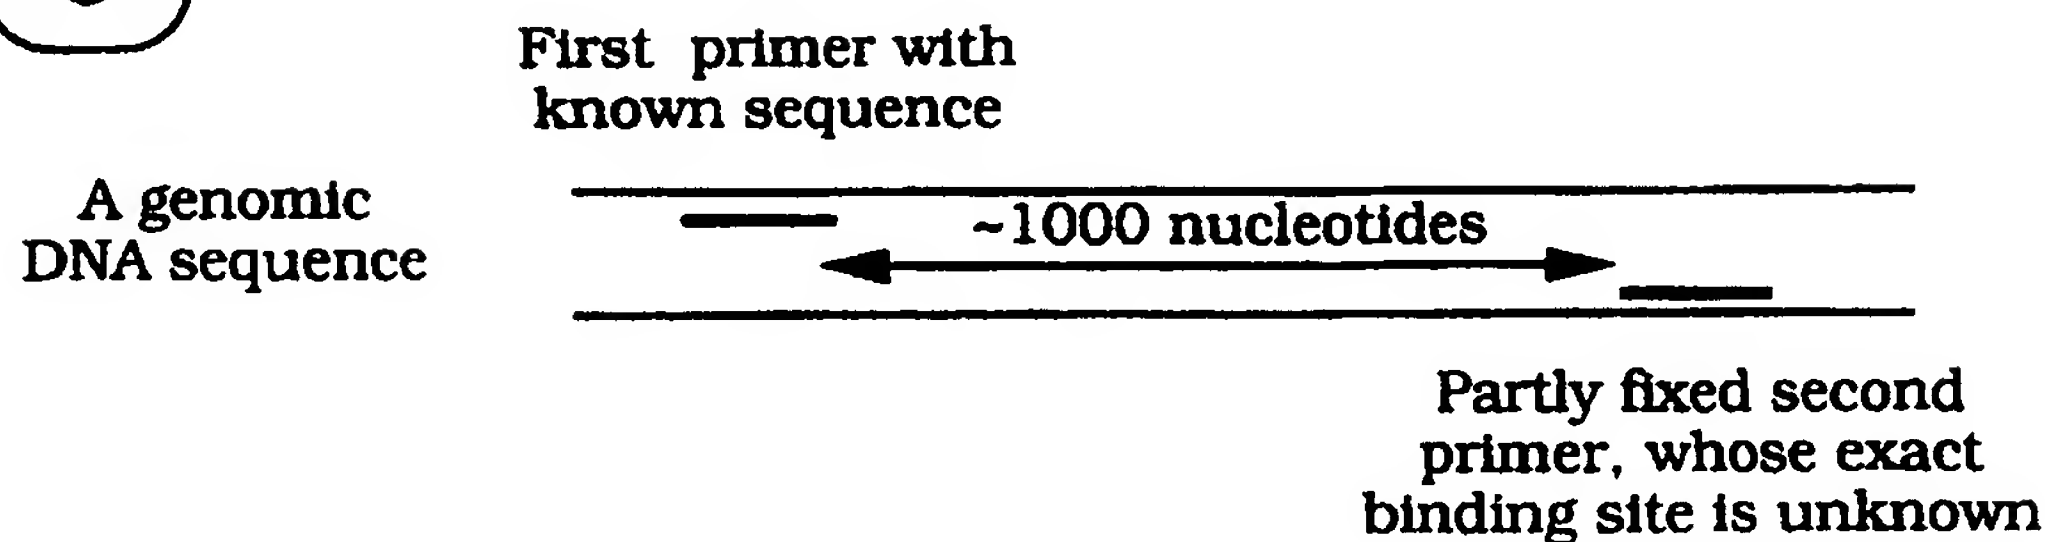 First primer with
known sequence
A genomic
DNA sequence
~1000 nucleotides
Partly fixed second
primer, whose exact
binding site is unknown